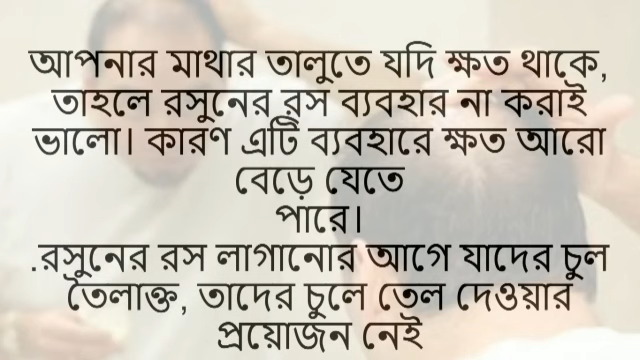 আপনার মাথার তালুতে যদি ক্ষত থাকে,
তাহলে রসুনের রস ব্যবহার না করাই
ভালো। কারণ এটি ব্যবহারে ক্ষত আরো
বেড়ে যেতে
পারে।
.রসুনের রস লাগানোর আগে যাদের চুল
তৈলাক্ত, তাদের চুলে তেল দেওয়ার
প্রয়োজন নেই